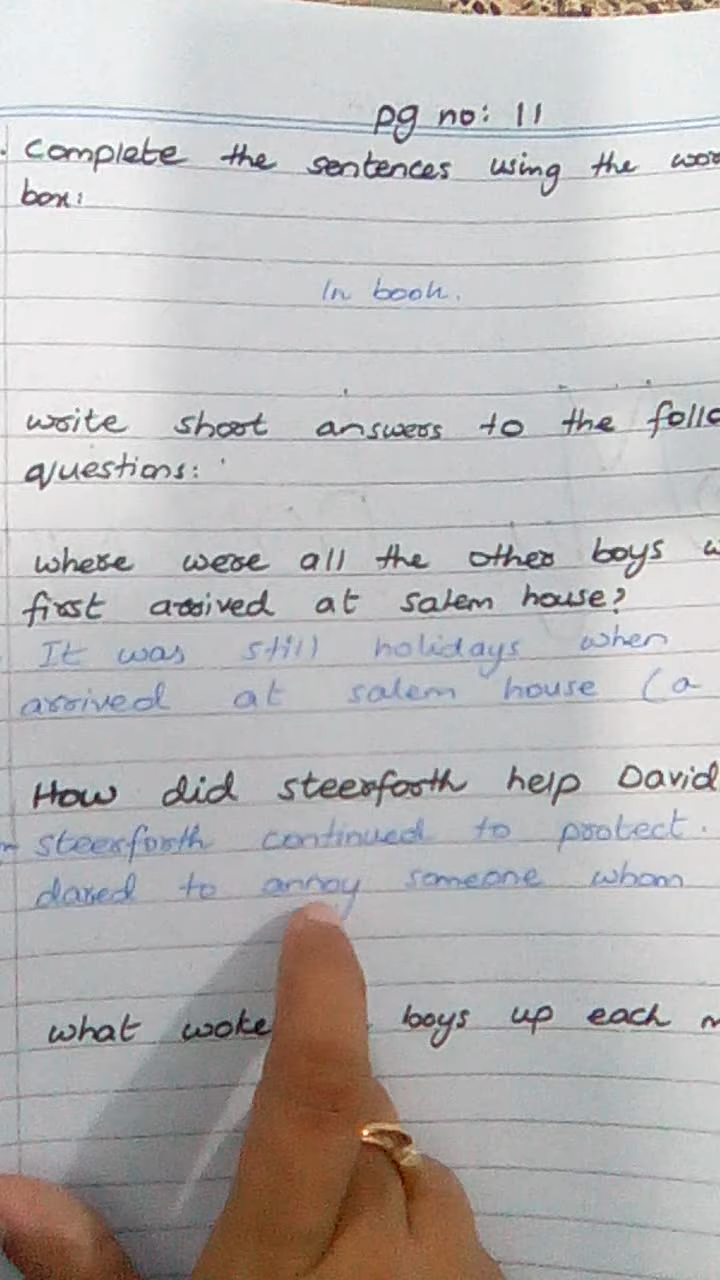 pg no: 11
complete the sentences using the
box:
In book.
write short answers to the
questions:
where were all the other boys
first arrived at salem house?
It was still holidays when
arrived at salem house (a
How did steerforth help David
steerforth continued to protect.
dared to annoy someone whom
what woke boys up each